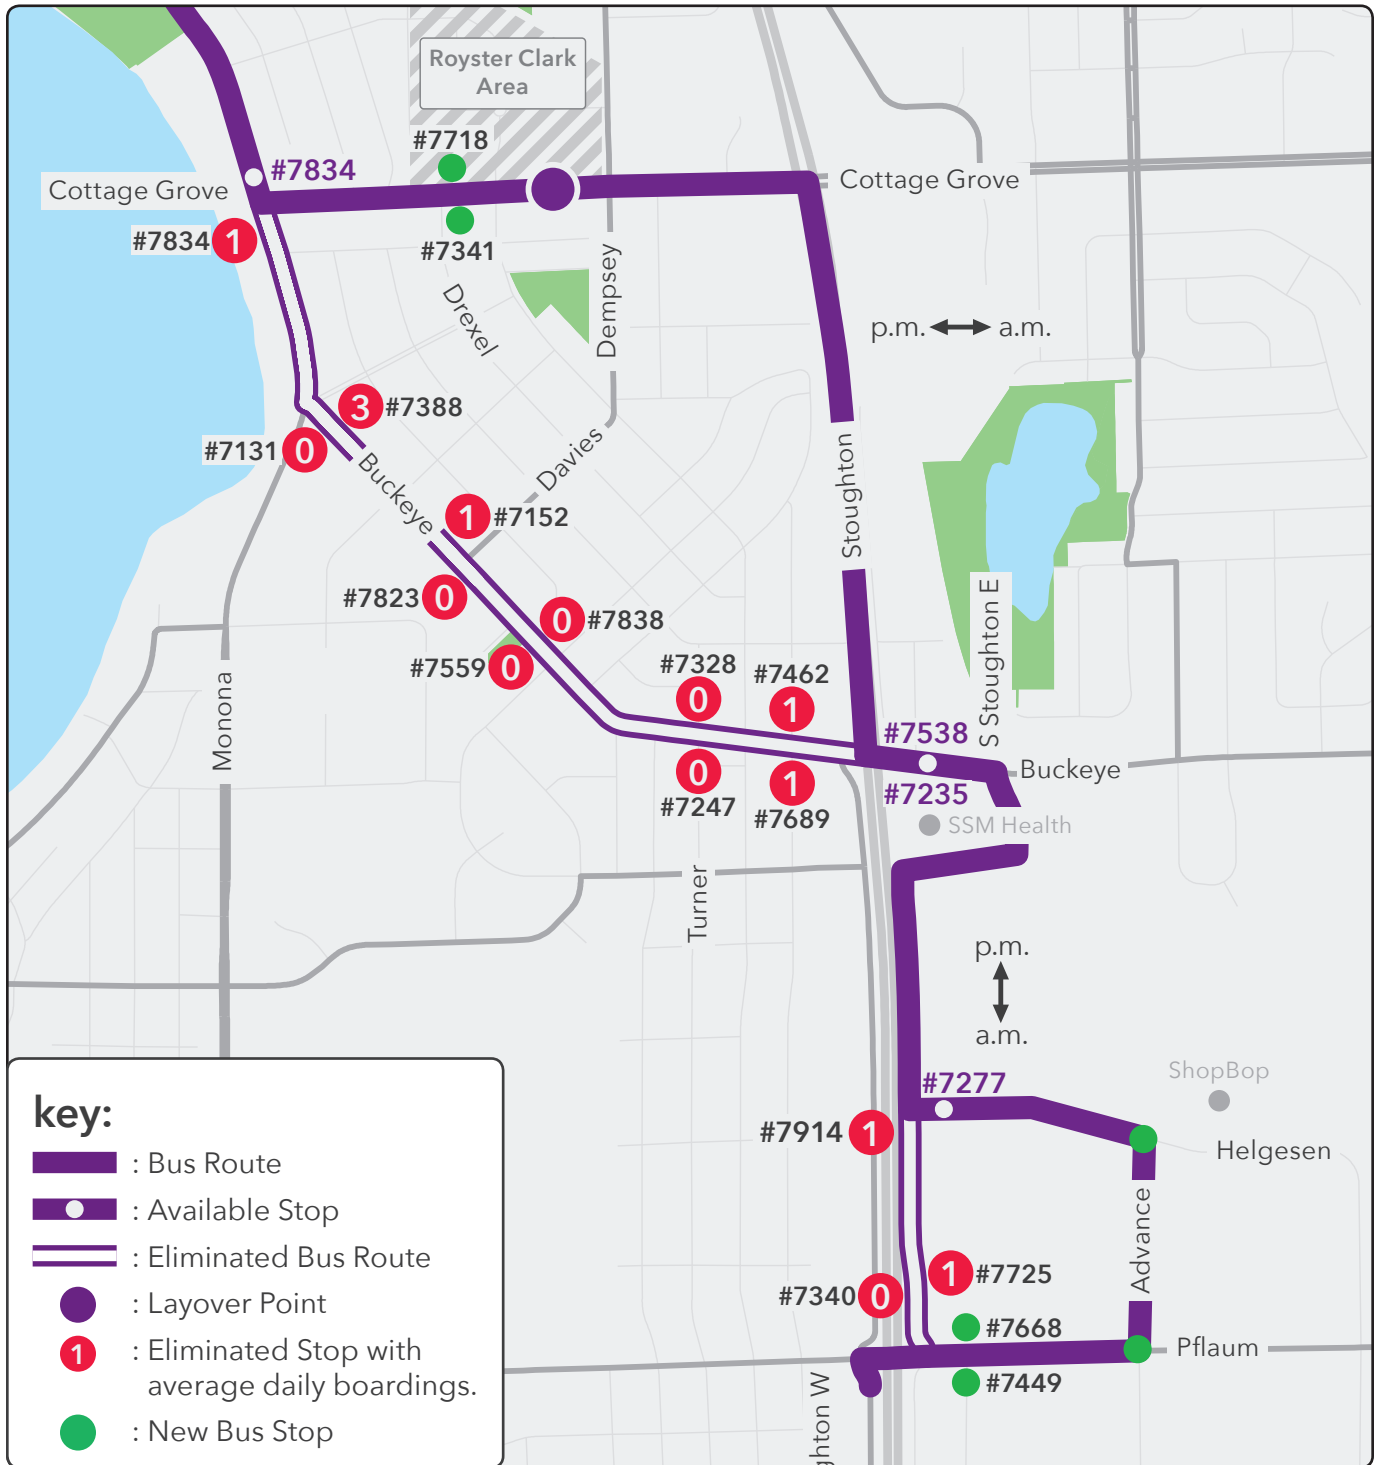 Royster Clark
Area
#7718
#7834
Cottage Grove
Cottage Grove
#7834
1
#7341
Drexel
Dempsey
p.m.
a.m.
3
#7388
#7131
0
Buckeye
Davies
Stoughton
1
#7152
#7823
0
0
#7838
S Stoughton E
#7559
0
#7328
0
#7462
1
Monona
#7538
Buckeye
0
#7247
1
#7689
#7235
SSM Health
Turner
p.m.
a.m.
ShopBop
#7277
#7914
1
Helgesen
Advance
1
#7725
#7340
0
#7668
Pflaum
#7449
ghton W
key:
: Bus Route
: Available Stop
: Eliminated Bus Route
: Layover Point
1
: Eliminated Stop with
average daily boardings.
: New Bus Stop